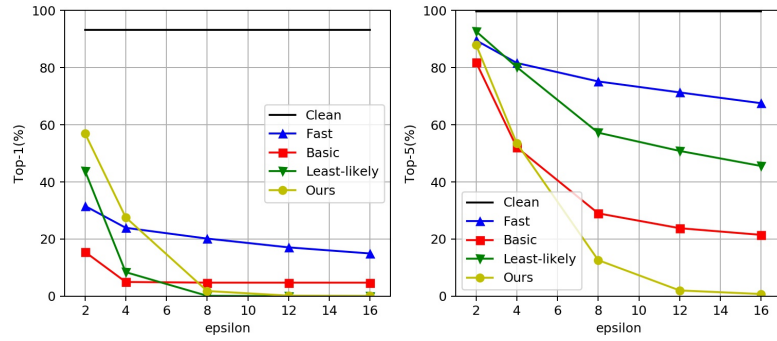 100
80
60
40
20
0
Top-1(%)
Clean
Fast
Basic
Least-likely
Ours
2 4 6 8 10 12 14 16
epsilon
100
80
60
40
20
0
Top-5(%)
Clean
Fast
Basic
Least-likely
Ours
2 4 6 8 10 12 14 16
epsilon